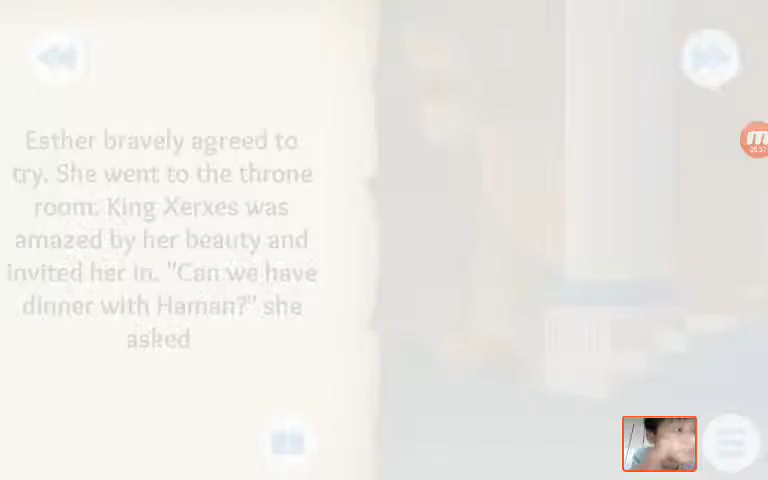 Esther bravely agreed to
try. She went to the throne
room. King Xerxes was
amazed by her beauty and
invited her in. "Can we have
dinner with Haman?" she
asked